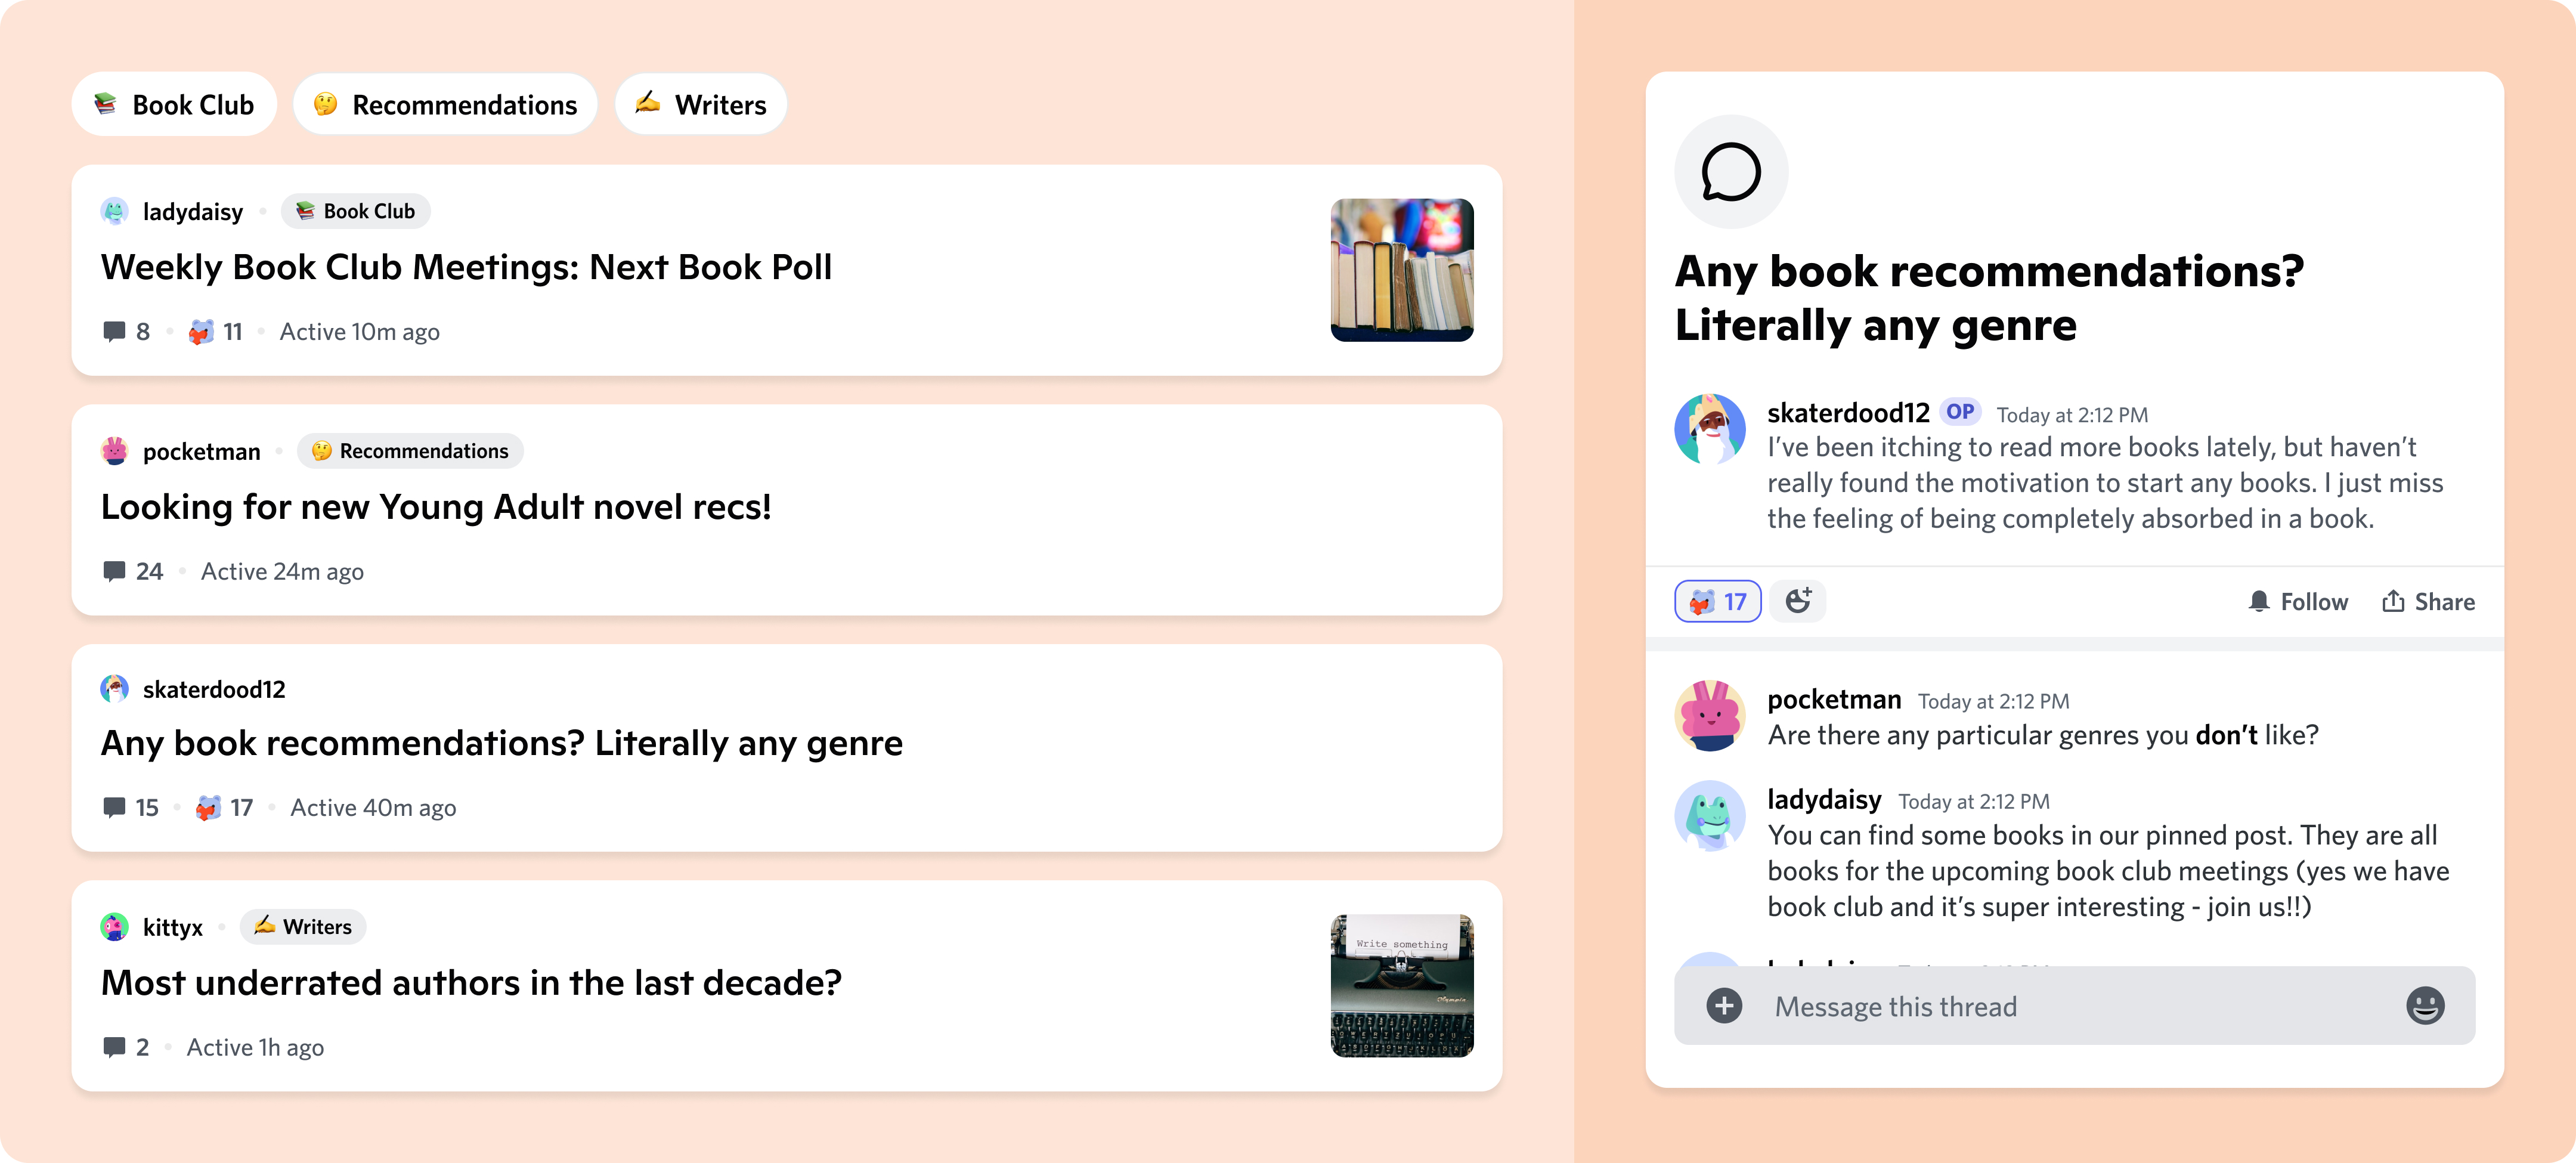 Book Club
Recommendations
Writers
ladydaisy
Book Club
Weekly Book Club Meetings: Next Book Poll
8
11
Active 10m ago
pocketman
Recommendations
Looking for new Young Adult novel recs!
24
Active 24m ago
skaterdood12
Any book recommendations? Literally any genre
15
17
Active 40m ago
kittyx
Writers
Most underrated authors in the last decade?
2
Active 1h ago
Write something
Olympia
Any book recommendations?
Literally any genre
skaterdood12 OP Today at 2:12 PM
I’ve been itching to read more books lately, but haven’t
really found the motivation to start any books. I just miss
the feeling of being completely absorbed in a book.
17
Follow
Share
pocketman Today at 2:12 PM
Are there any particular genres you don’t like?
ladydaisy Today at 2:12 PM
You can find some books in our pinned post. They are all
books for the upcoming book club meetings (yes we have
book club and it’s super interesting - join us!!)
Message this thread